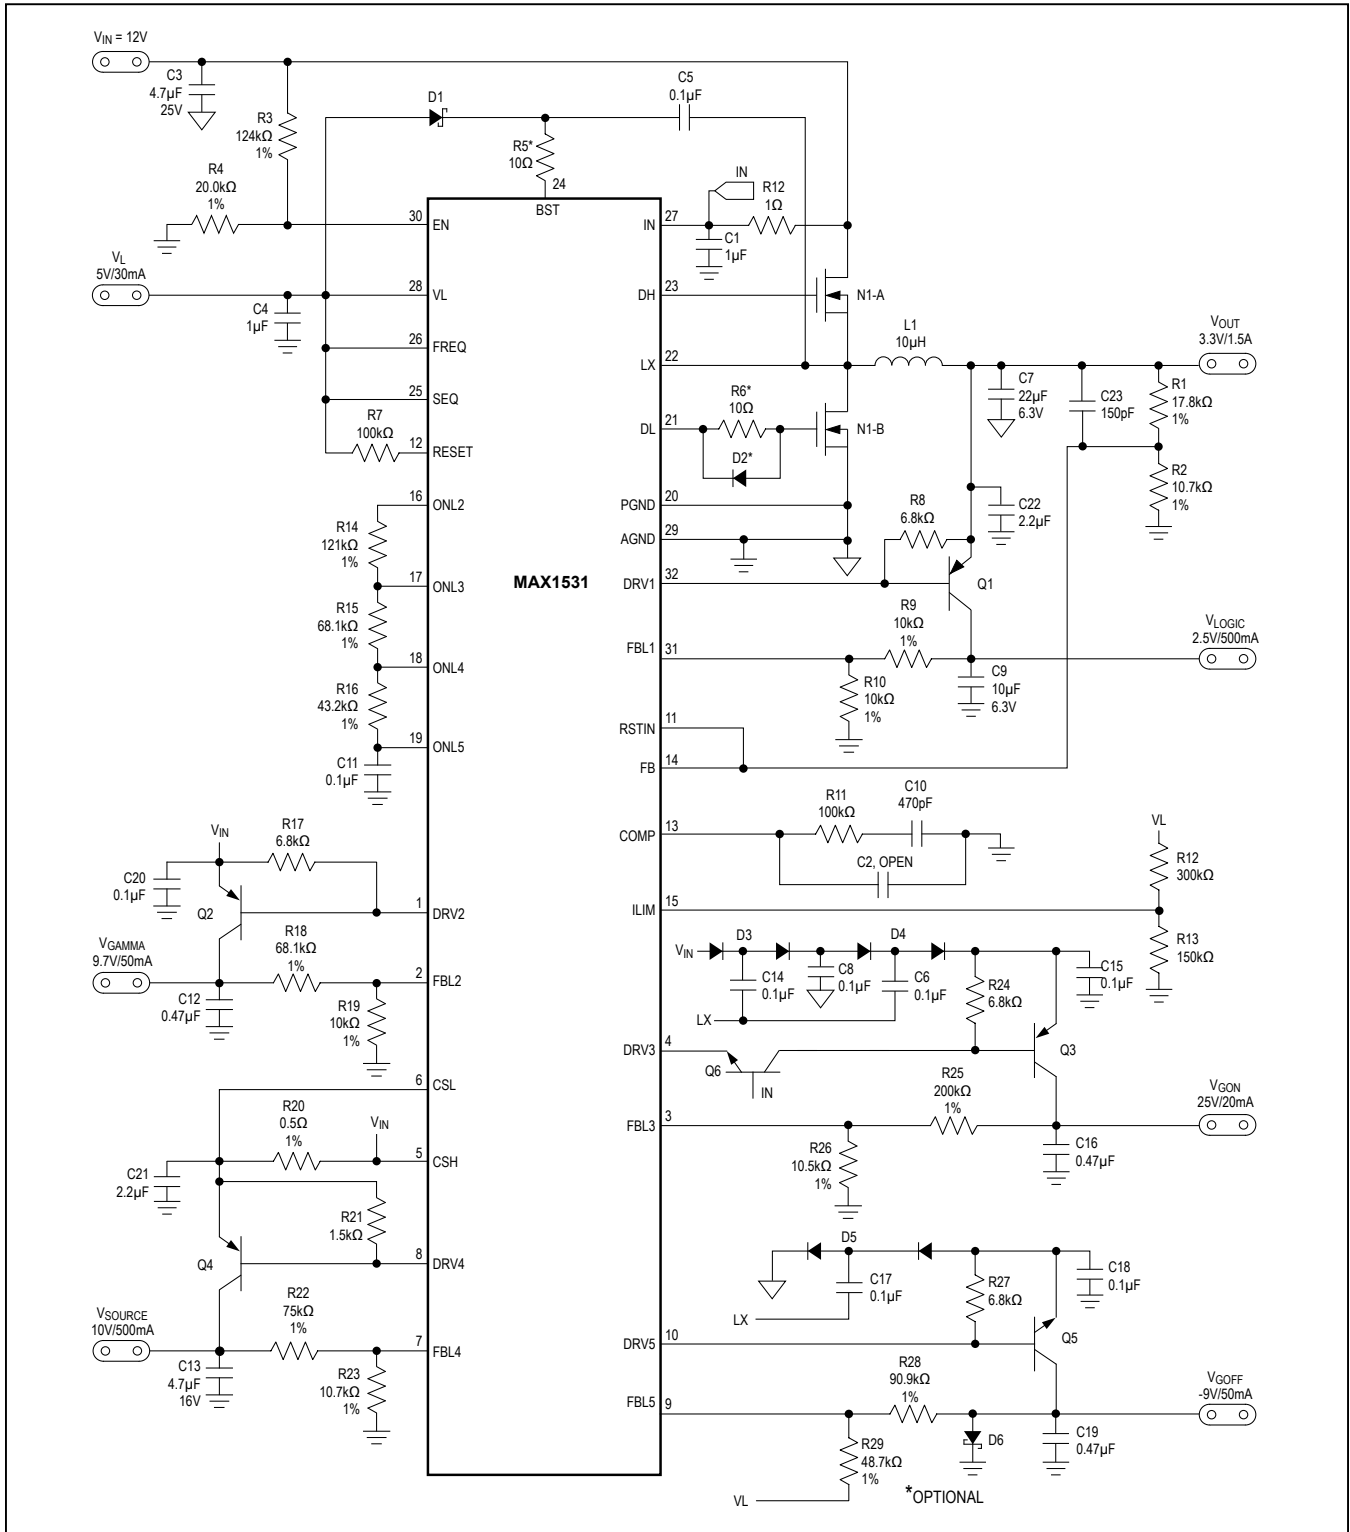 VIN = 12V
C3
4.7µF
25V
R3
124kΩ
1%
R4
20.0kΩ
1%
D1
C5
0.1µF
R5*
10Ω
24
BST
IN
R12
1Ω
30
EN
IN
27
C1
1µF
VL
5V/30mA
C4
1µF
28
VL
DH
23
N1-A
26
FREQ
LX
22
L1
10µH
VOUT
3.3V/1.5A
25
SEQ
R7
100kΩ
12
RESET
DL
21
R6*
10Ω
D2*
N1-B
C7
22µF
6.3V
C23
150pF
R1
17.8kΩ
1%
R2
10.7kΩ
1%
16
ONL2
PGND
20
R8
6.8kΩ
C22
2.2µF
R14
121kΩ
1%
AGND
29
17
ONL3
MAX1531
DRV1
32
Q1
R15
68.1kΩ
1%
R9
10kΩ
1%
VLOGIC
2.5V/500mA
18
ONL4
FBL1
31
R16
43.2kΩ
1%
R10
10kΩ
1%
C9
10µF
6.3V
19
ONL5
RSTIN
11
C11
0.1µF
FB
14
R11
100kΩ
C10
470pF
COMP
13
C2, OPEN
VL
R12
300kΩ
VIN
R17
6.8kΩ
C20
0.1µF
Q2
1
DRV2
ILIM
15
R13
150kΩ
VGAMMA
9.7V/50mA
R18
68.1kΩ
1%
2
FBL2
VIN
D3
D4
C14
0.1µF
C8
0.1µF
C6
0.1µF
R24
6.8kΩ
C15
0.1µF
C12
0.47µF
R19
10kΩ
1%
LX
DRV3
4
Q6
IN
Q3
6
CSL
R20
0.5Ω
1%
VIN
R25
200kΩ
1%
VGON
25V/20mA
FBL3
3
C21
2.2µF
5
CSH
R26
10.5kΩ
1%
C16
0.47µF
R21
1.5kΩ
Q4
8
DRV4
D5
C17
0.1µF
R27
6.8kΩ
C18
0.1µF
LX
VSOURCE
10V/500mA
R22
75kΩ
1%
7
FBL4
DRV5
10
Q5
C13
4.7µF
16V
R23
10.7kΩ
1%
R28
90.9kΩ
1%
VGOFF
-9V/50mA
FBL5
9
R29
48.7kΩ
1%
D6
C19
0.47µF
VL
*OPTIONAL